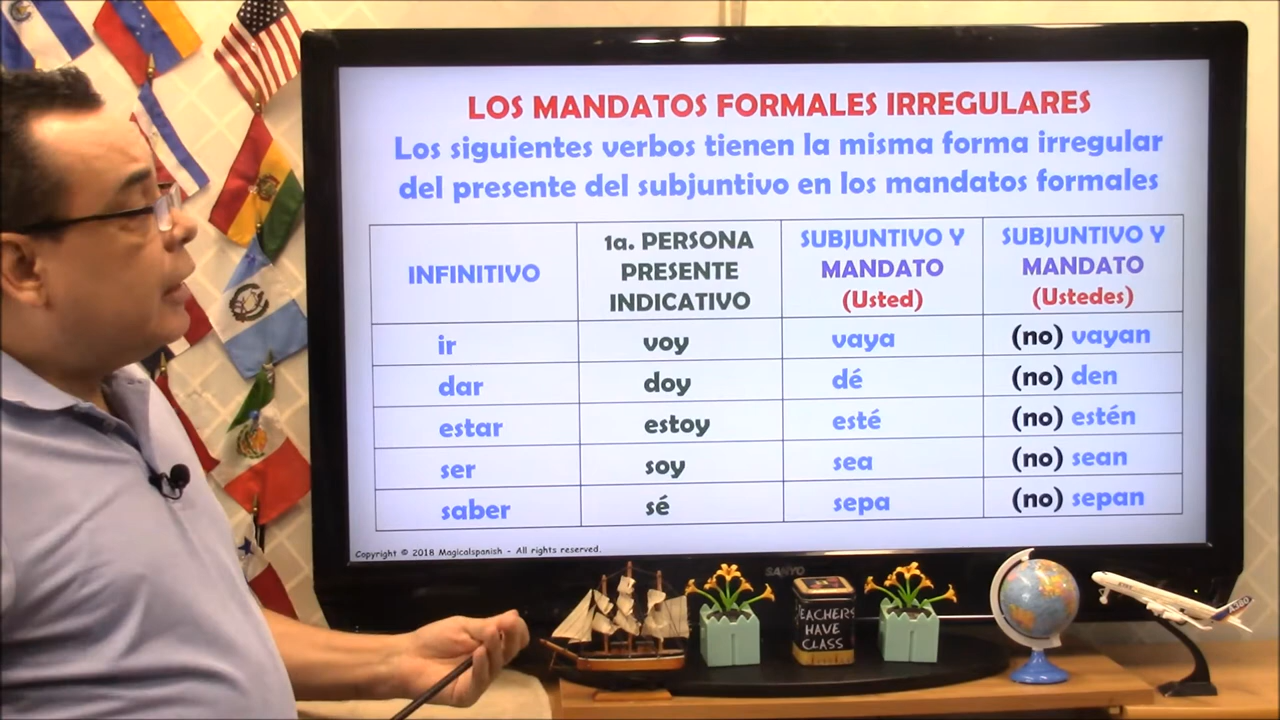 LOS MANDATOS FORMALES IRREGULARES
Los siguientes verbos tienen la misma forma irregular
del presente del subjuntivo en los mandatos formales
INFINITIVO
1a. PERSONA
PRESENTE
INDICATIVO
SUBJUNTIVO Y
MANDATO
(Usted)
SUBJUNTIVO Y
MANDATO
(Ustedes)
ir voy vaya (no) vayan
dar doy dé (no) den
estar estoy esté (no) estén
ser soy sea (no) sean
saber sé sepa (no) sepan
Copyright © 2018 Magicalspanish - All rights reserved.
SANYO
EACHERS
HAVE
CLASS
A380